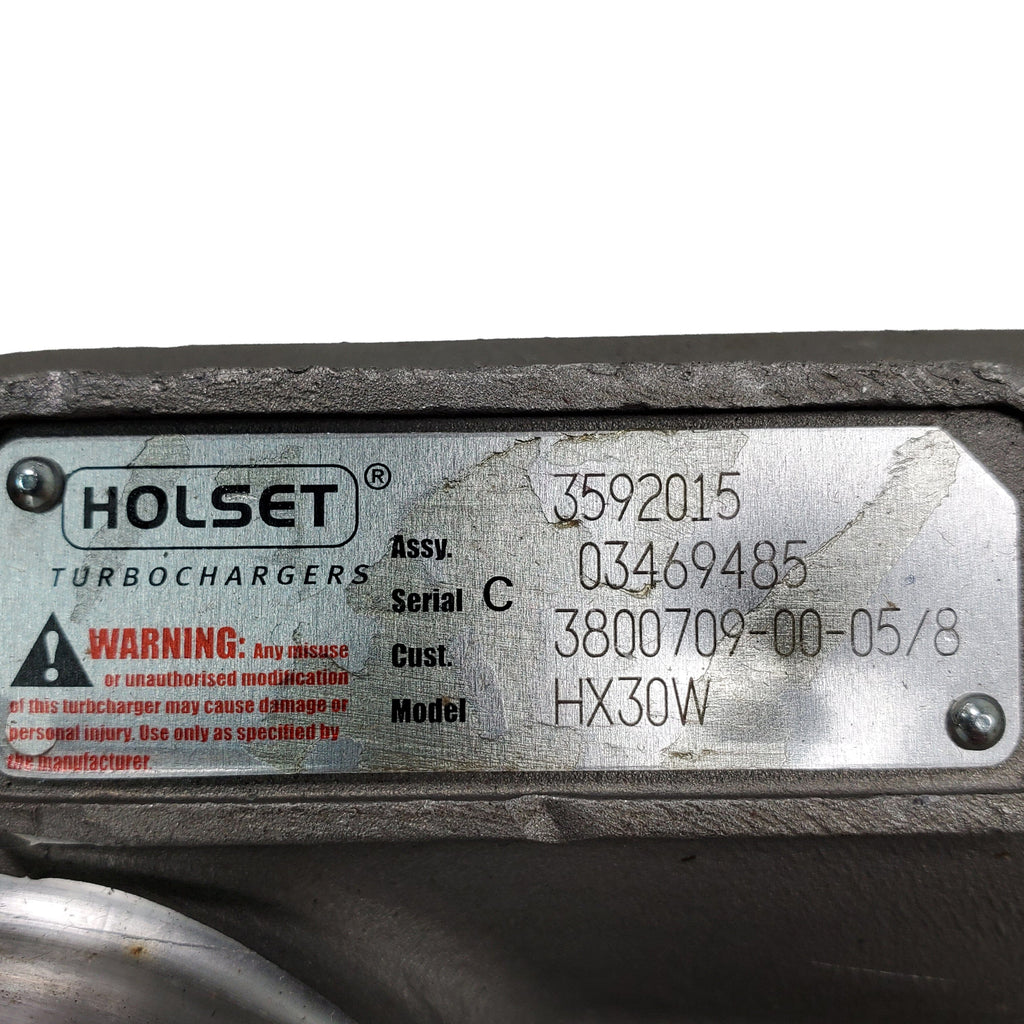 HOLSET®
TURBOCHARGERS
WARNING: Any misuse
or unauthorised modification
of this turbcharger may cause damage or
personal injury. Use only as specified by
the manufacturer.
Assy. 3592015
Serial C 03469485
Cust. 3800709-00-05/8
Model HX30W